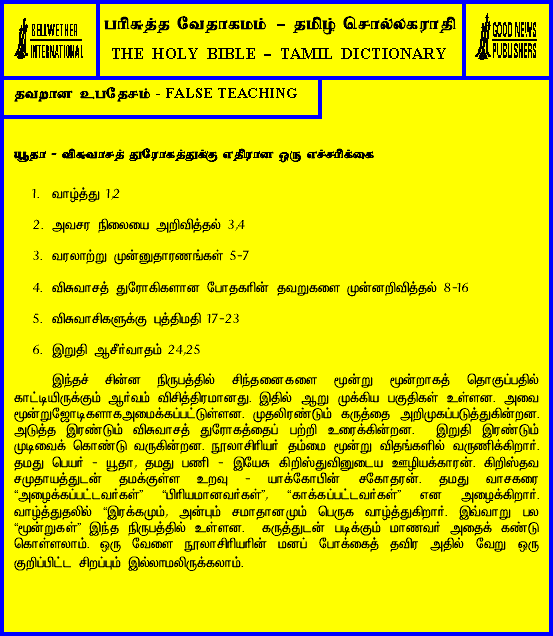 BELLWETHER
INTERNATIONAL
பரிசுத்த வேதாகமம் – தமிழ் சொல்லகராதி
THE HOLY BIBLE – TAMIL DICTIONARY
GOOD NEWS
PUBLISHERS
தவறான உபதேசம் - FALSE TEACHING
யூதா - விசுவாசத் துரோகத்துக்கு எதிரான ஒரு எச்சரிக்கை
1. வாழ்த்து 1,2
2. அவசர நிலையை அறிவித்தல் 3,4
3. வரலாற்று முன்னுதாரணங்கள் 5-7
4. விசுவாசத் துரோகிகளான போதகரின் தவறுகளை முன்னறிவித்தல் 8-16
5. விசுவாசிகளுக்கு புத்திமதி 17-23
6. இறுதி ஆசீர்வாதம் 24,25
இந்தச் சின்ன நிருபத்தில் சிந்தனைகளை மூன்று மூன்றாகத் தொகுப்பதில்
காட்டியிருக்கும் ஆர்வம் விசித்திரமானது. இதில் ஆறு முக்கிய பகுதிகள் உள்ளன. அவை
மூன்றுஜோடிகளாகஅமைக்கப்பட்டுள்ளன. முதலிரண்டும் கருத்தை அறிமுகப்படுத்துகின்றன.
அடுத்த இரண்டும் விசுவாசத் துரோகத்தைப் பற்றி உரைக்கின்றன. இறுதி இரண்டும்
முடிவைக் கொண்டு வருகின்றன. நூலாசிரியர் தம்மை மூன்று விதங்களில் வருணிக்கிறார்.
தமது பெயர் - யூதா, தமது பணி - இயேசு கிறிஸ்துவினுடைய ஊழியக்காரன். கிறிஸ்தவ
சமுதாயத்துடன் தமக்குள்ள உறவு - யாக்கோபின் சகோதரன். தமது வாசகரை
“அழைக்கப்பட்டவர்கள்” “பிரியமானவர்கள்”, “காக்கப்பட்டவர்கள்” என அழைக்கிறார்.
வாழ்த்துதலில் “இரக்கமும், அன்பும் சமாதானமும் பெருக வாழ்த்துகிறார். இவ்வாறு பல
“மூன்றுகள்” இந்த நிருபத்தில் உள்ளன. கருத்துடன் படிக்கும் மாணவர் அதைக் கண்டு
கொள்ளலாம். ஒரு வேளை நூலாசிரியரின் மனப் போக்கைத் தவிர அதில் வேறு ஒரு
குறிப்பிட்ட சிறப்பும் இல்லாமலிருக்கலாம்.